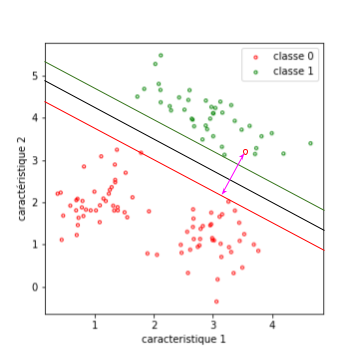 classe 0
classe 1
5
4
3
2
1
0
caractéristique 2
1
2
3
4
caracteristique 1